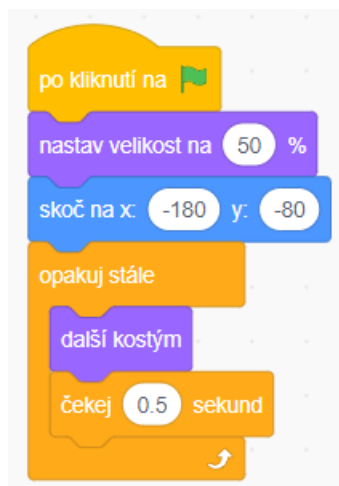 po kliknutí na
nastav velikost na 50 %
skoč na x: -180 y: -80
opakuj stále
další kostým
čekej 0.5 sekund